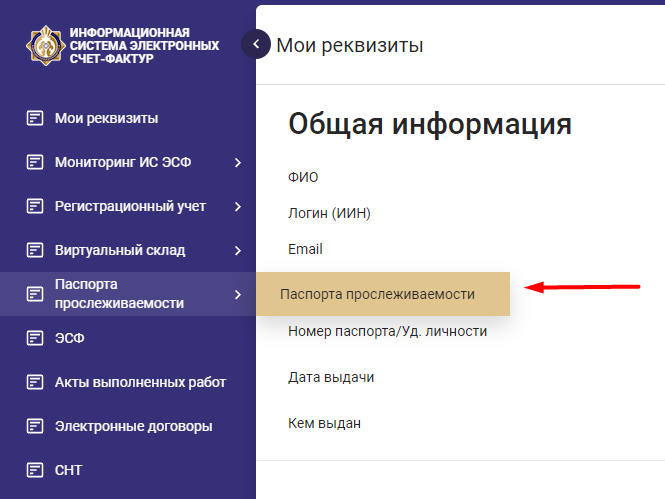 ИНФОРМАЦИОННАЯ
СИСТЕМА ЭЛЕКТРОННЫХ
СЧЕТ-ФАКТУР
Мои реквизиты
Мониторинг ИС ЭСФ
Регистрационный учет
Виртуальный склад
Паспорта
прослеживаемости
ЭСФ
Акты выполненных работ
Электронные договоры
СНТ
Мои реквизиты
Общая информация
ФИО
Логин (ИИН)
Email
Паспорта прослеживаемости
Номер паспорта/Уд. личности
Дата выдачи
Кем выдан